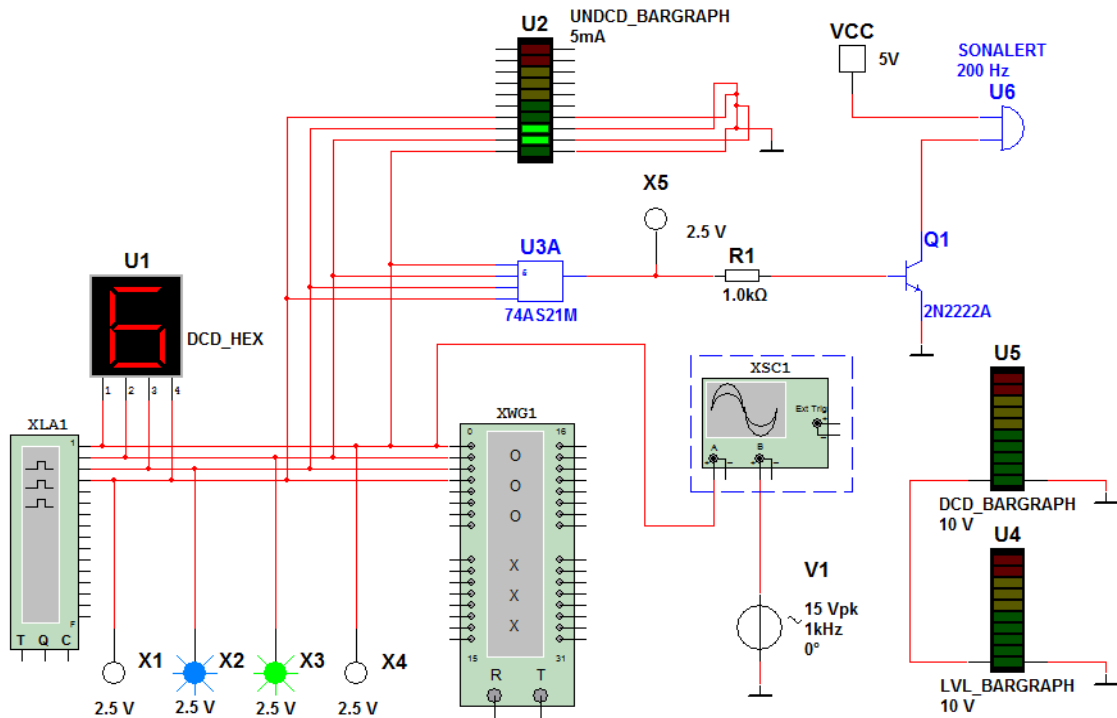 U2
UNDCD_BARGRAPH
5mA
VCC
5V
SONALERT
200 Hz
U6
X5
2.5 V
U3A
6
74AS21M
R1
1.0kΩ
Q1
2N2222A
U1
DCD_HEX
1 2 3 4
XLA1
1
F
T Q C
XWG1
0 16
O
O
O
X
X
X
15 31
R T
XSC1
Ext Trig
+
−
A B
+ − + −
V1
~
15 Vpk
1kHz
0°
U5
DCD_BARGRAPH
10 V
U4
LVL_BARGRAPH
10 V
X1 X2 X3 X4
2.5 V 2.5 V 2.5 V 2.5 V